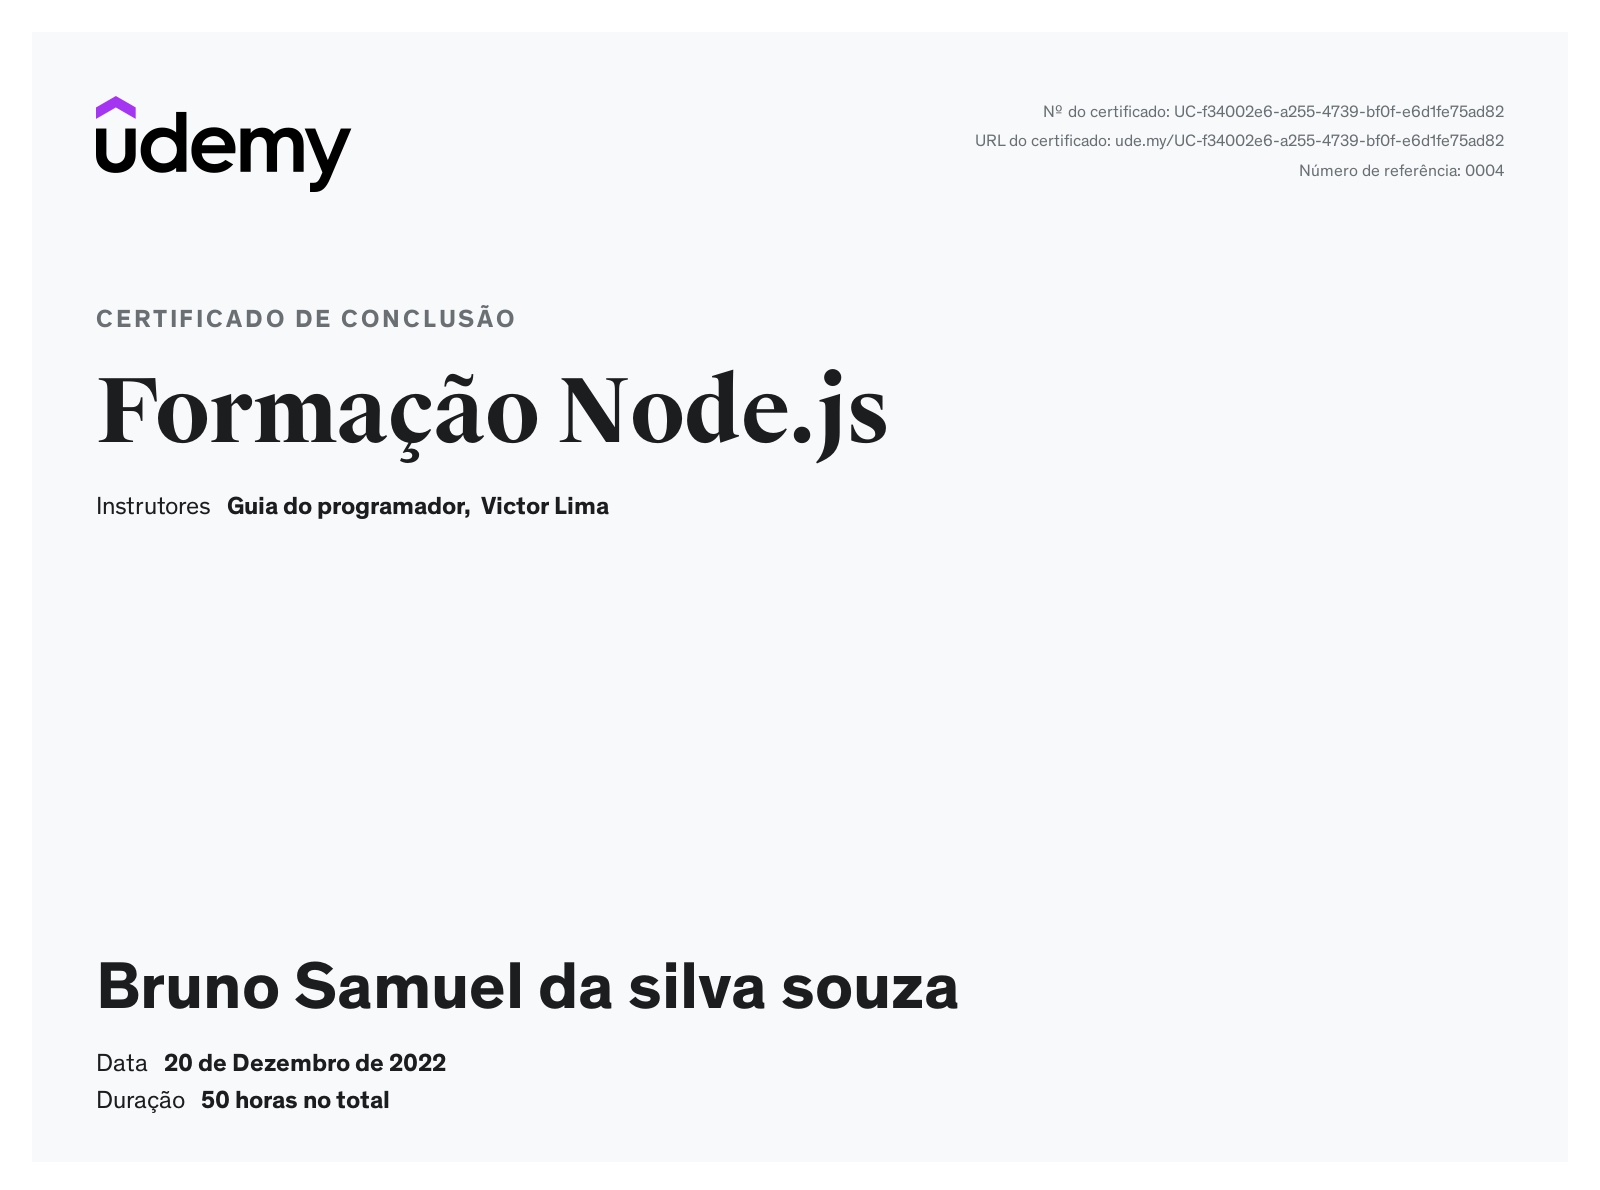 udemy
Nº do certificado: UC-f34002e6-a255-4739-bf0f-e6d1fe75ad82
URL do certificado: ude.my/UC-f34002e6-a255-4739-bf0f-e6d1fe75ad82
Número de referência: 0004
CERTIFICADO DE CONCLUSÃO
Formação Node.js
Instrutores Guia do programador, Victor Lima
Bruno Samuel da silva souza
Data 20 de Dezembro de 2022
Duração 50 horas no total